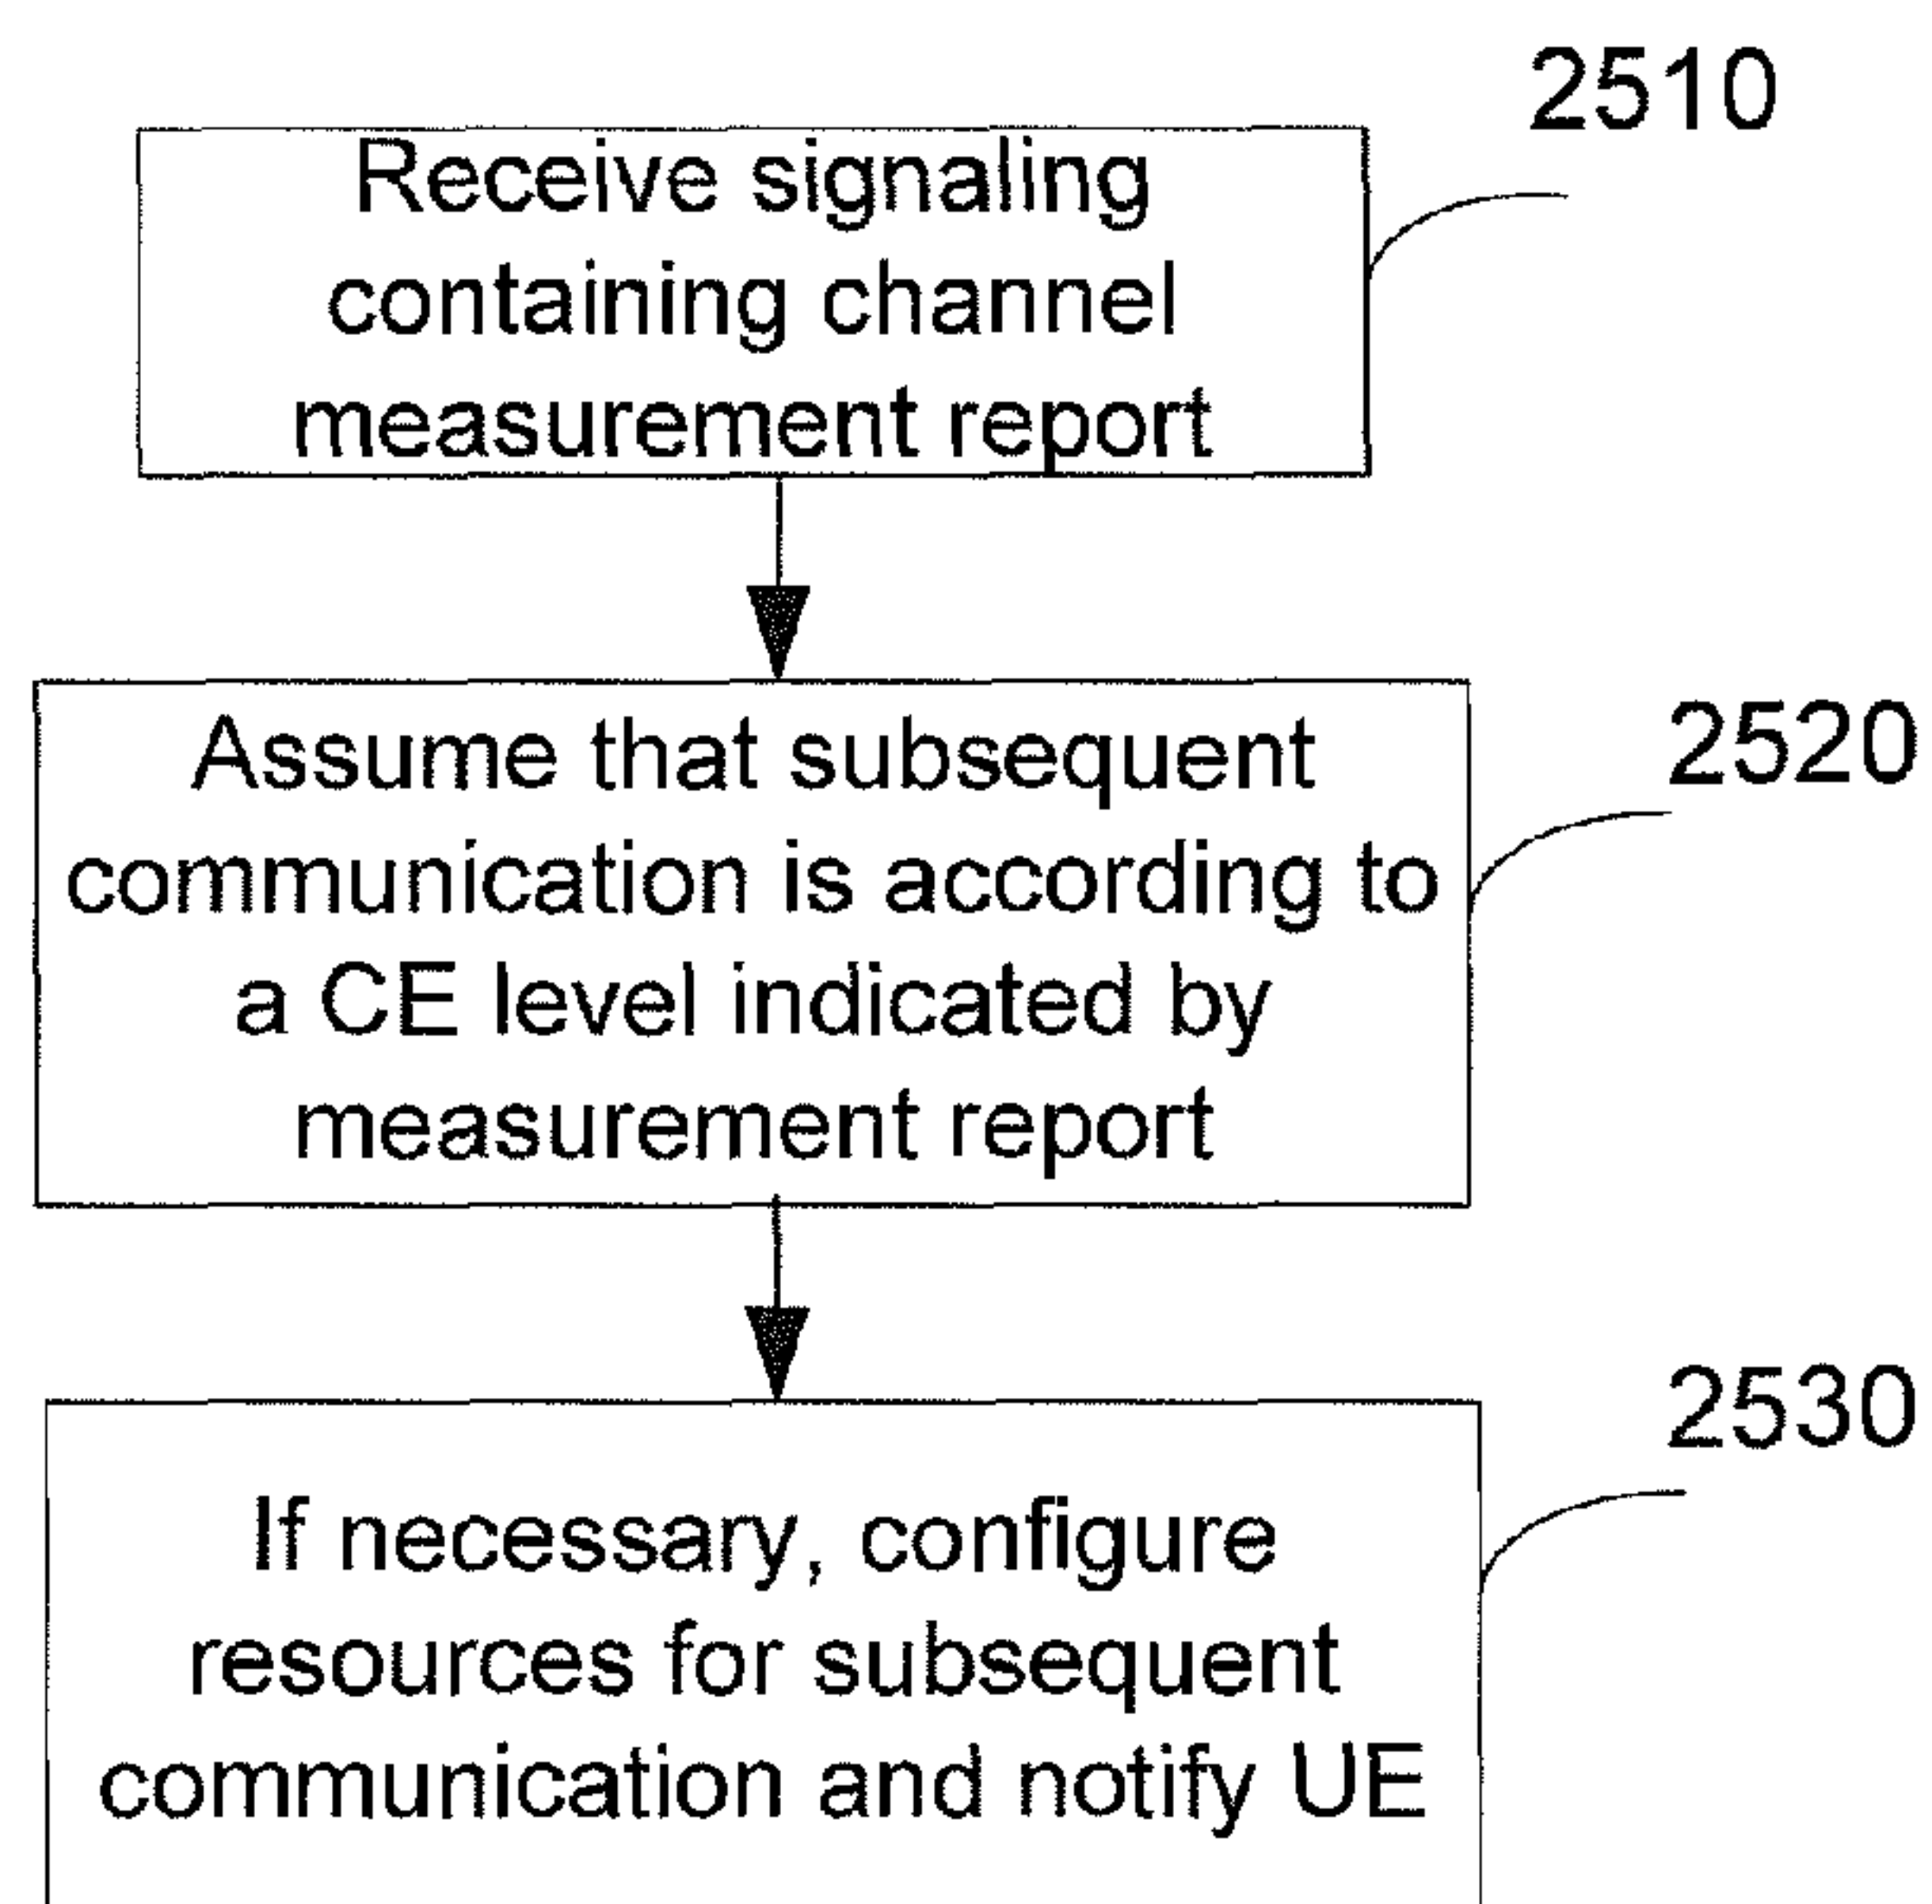 2510
Receive signaling
containing channel
measurement report
2520
Assume that subsequent
communication is according to
a CE level indicated by
measurement report
2530
If necessary, configure
resources for subsequent
communication and notify UE